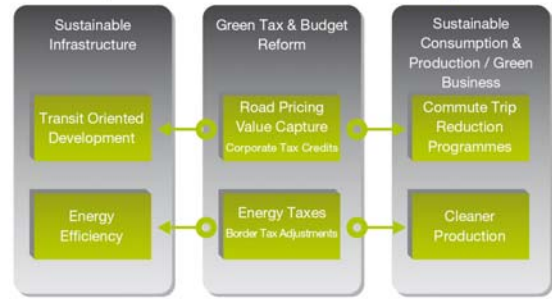 Sustainable
Infrastructure
Transit Oriented
Development
Energy
Efficiency
Green Tax & Budget
Reform
Road Pricing
Value Capture
Corporate Tax Credits
Energy Taxes
Border Tax Adjustments
Sustainable
Consumption &
Production / Green
Business
Commute Trip
Reduction
Programmes
Cleaner
Production